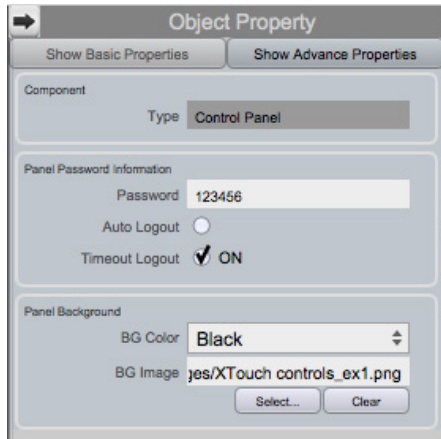 Object Property
Show Basic Properties Show Advance Properties
Component
Type Control Panel
Panel Password Information
Password 123456
Auto Logout
Timeout Logout ON
Panel Background
BG Color Black
BG Image ges/XTouch controls_ex1.png
Select... Clear